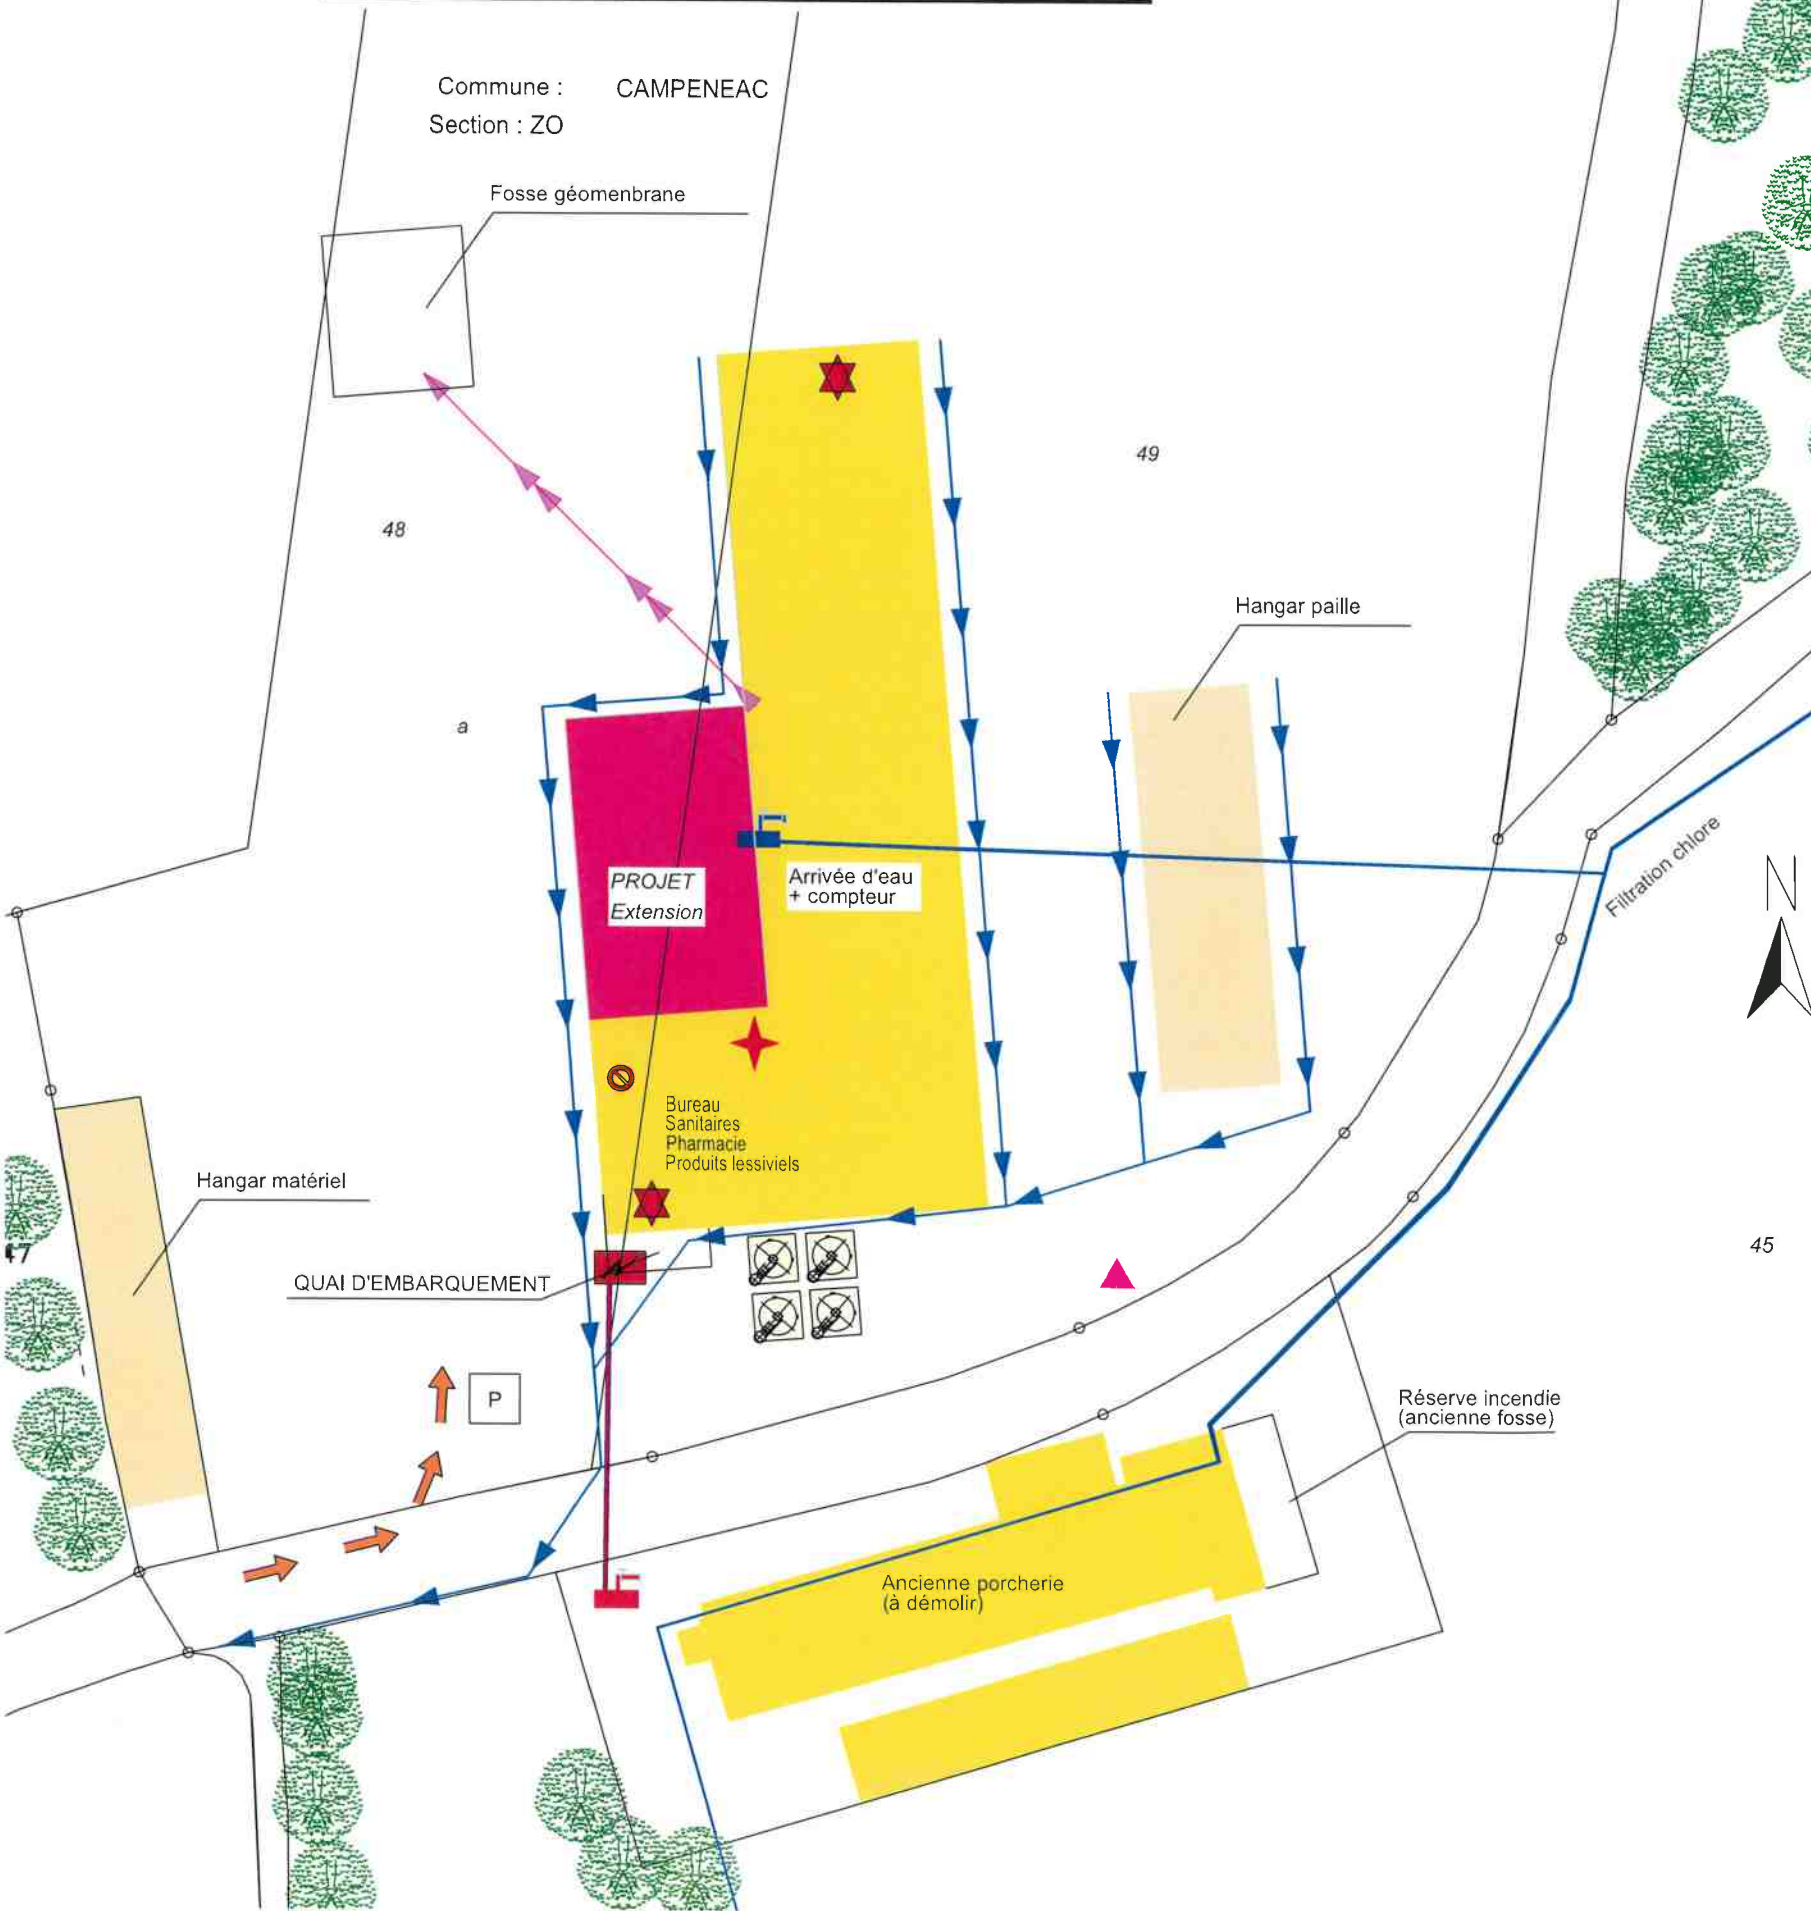 Commune : CAMPENEAC
Section : ZO
Fosse géomenbrane
49
48
Hangar paille
a
Filtration chlore
PROJET
Extension
Arrivée d'eau
+ compteur
N
Bureau
Sanitaires
Pharmacie
Produits lessiviels
Hangar matériel
47
45
QUAI D'EMBARQUEMENT
P
Réserve incendie
(ancienne fosse)
Ancienne porcherie
(à démolir)